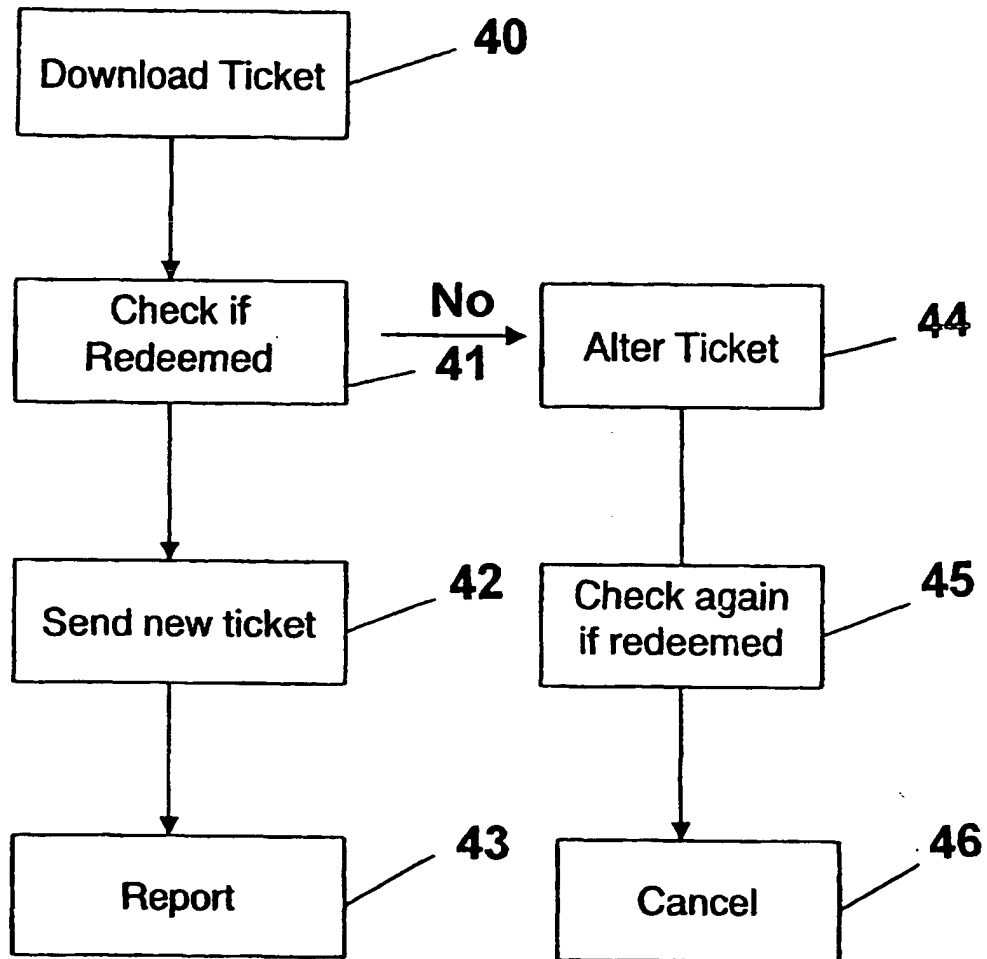 Download Ticket
40
Check if
Redeemed
No
41
Alter Ticket
44
Send new ticket
42
Check again
if redeemed
45
Report
43
Cancel
46